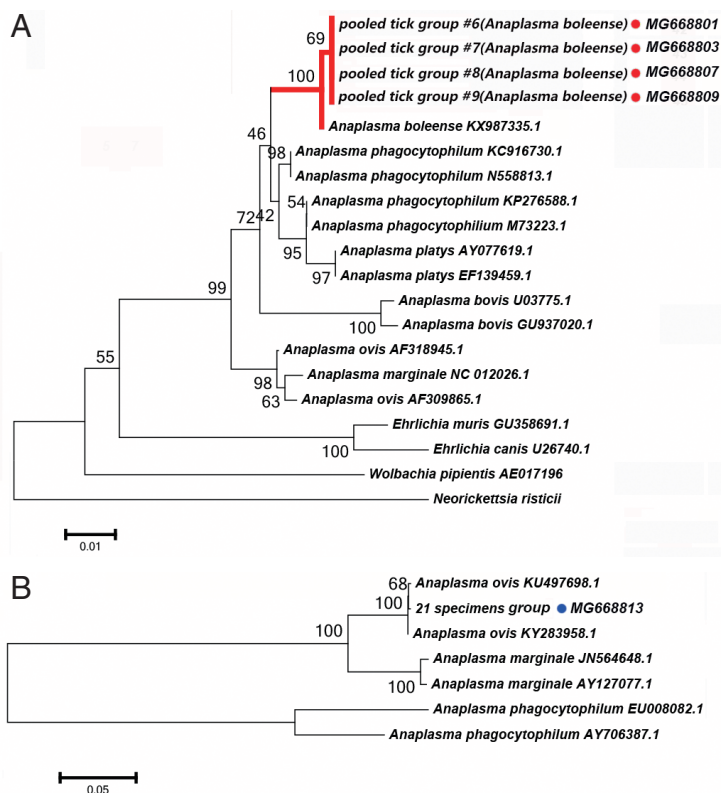 A
pooled tick group #6(Anaplasma boleense) MG668801
69
pooled tick group #7(Anaplasma boleense) MG668803
100
pooled tick group #8(Anaplasma boleense) MG668807
pooled tick group #9(Anaplasma boleense) MG668809
Anaplasma boleense KX987335.1
46
98
Anaplasma phagocytophilum KC916730.1
Anaplasma phagocytophilum N558813.1
54
Anaplasma phagocytophilum KP276588.1
72
42
Anaplasma phagocytophilium M73223.1
95
Anaplasma platys AY077619.1
97
Anaplasma platys EF139459.1
99
Anaplasma bovis U03775.1
100
Anaplasma bovis GU937020.1
55
Anaplasma ovis AF318945.1
98
Anaplasma marginale NC 012026.1
63
Anaplasma ovis AF309865.1
Ehrlichia muris GU358691.1
100
Ehrlichia canis U26740.1
Wolbachia pipientis AE017196
Neorickettsia risticii
0.01
B
68
Anaplasma ovis KU497698.1
100
21 specimens group MG668813
100
Anaplasma ovis KY283958.1
Anaplasma marginale JN564648.1
100
Anaplasma marginale AY127077.1
Anaplasma phagocytophilum EU008082.1
Anaplasma phagocytophilum AY706387.1
0.05